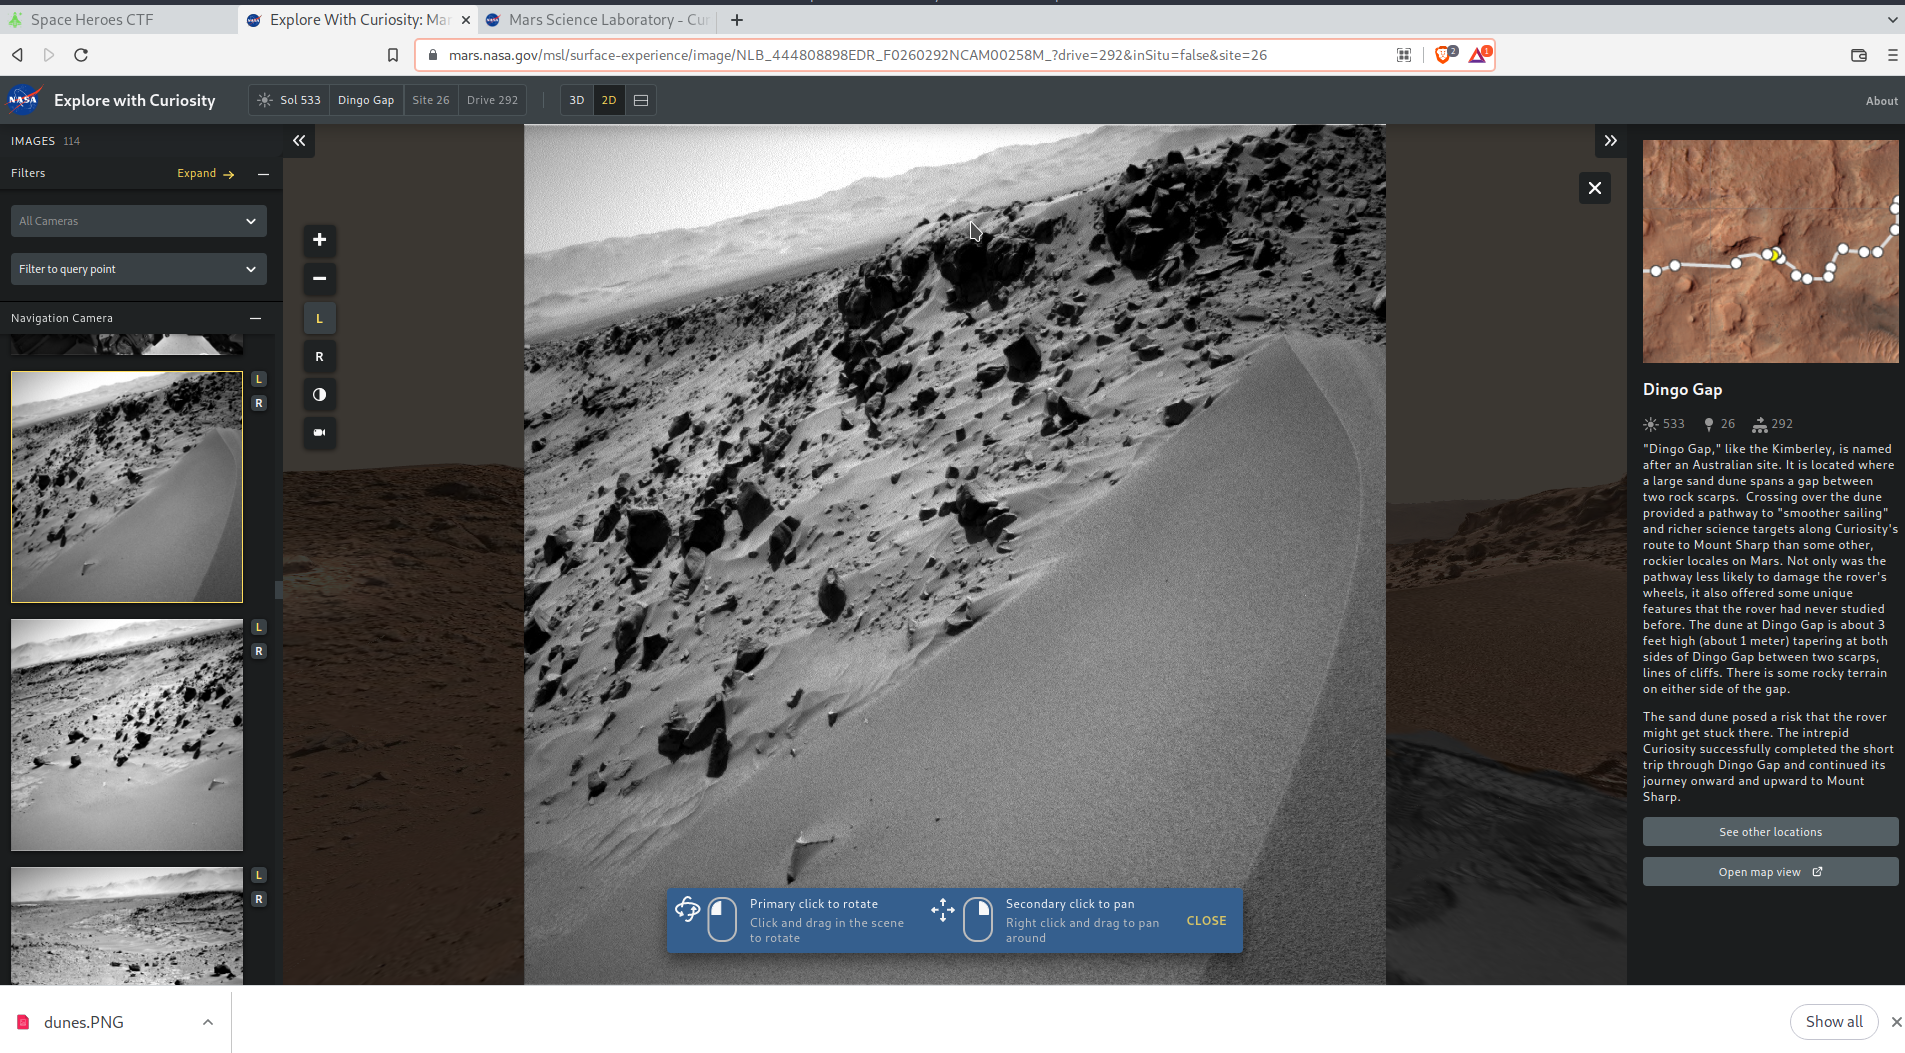 Space Heroes CTF
Explore With Curiosity: Mar
Mars Science Laboratory - Cur
mars.nasa.gov/msl/surface-experience/image/NLB_444808898EDR_F0260292NCAM00258M_?drive=292&inSitu=false&site=26
2
1
NASA
Explore with Curiosity
Sol 533
Dingo Gap
Site 26
Drive 292
3D
2D
About
IMAGES 114
Filters
Expand
All Cameras
Filter to query point
Navigation Camera
L
R
L
R
L
R
L
R
Dingo Gap
533
26
292
"Dingo Gap," like the Kimberley, is named
after an Australian site. It is located where
a large sand dune spans a gap between
two rock scarps. Crossing over the dune
provided a pathway to "smoother sailing"
and richer science targets along Curiosity's
route to Mount Sharp than some other,
rockier locales on Mars. Not only was the
pathway less likely to damage the rover's
wheels, it also offered some unique
features that the rover had never studied
before. The dune at Dingo Gap is about 3
feet high (about 1 meter) tapering at both
sides of Dingo Gap between two scarps,
lines of cliffs. There is some rocky terrain
on either side of the gap.
The sand dune posed a risk that the rover
might get stuck there. The intrepid
Curiosity successfully completed the short
trip through Dingo Gap and continued its
journey onward and upward to Mount
Sharp.
See other locations
Open map view
Primary click to rotate
Click and drag in the scene
to rotate
Secondary click to pan
Right click and drag to pan
around
CLOSE
dunes.PNG
Show all